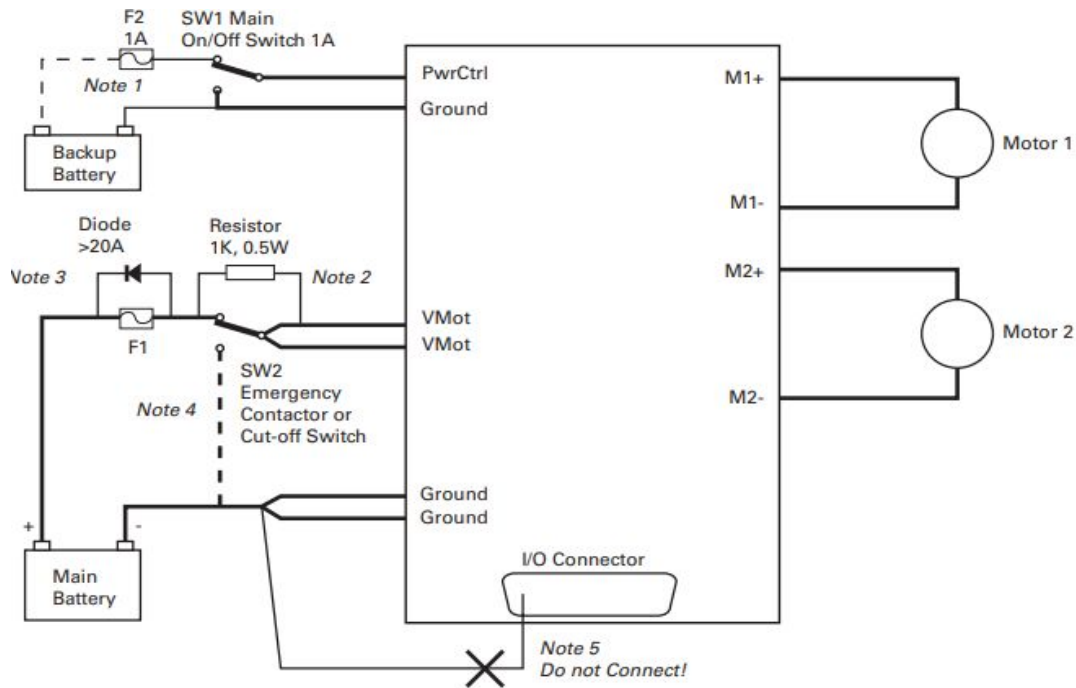 F2
1A
SW1 Main
On/Off Switch 1A
Note 1
Backup
Battery
PwrCtrl
Ground
M1+
M1-
Motor 1
Diode
>20A
Note 3
F1
Resistor
1K, 0.5W
Note 2
VMot
VMot
M2+
M2-
Motor 2
SW2
Emergency
Contactor or
Cut-off Switch
Note 4
Ground
Ground
+
-
Main
Battery
I/O Connector
Note 5
Do not Connect!